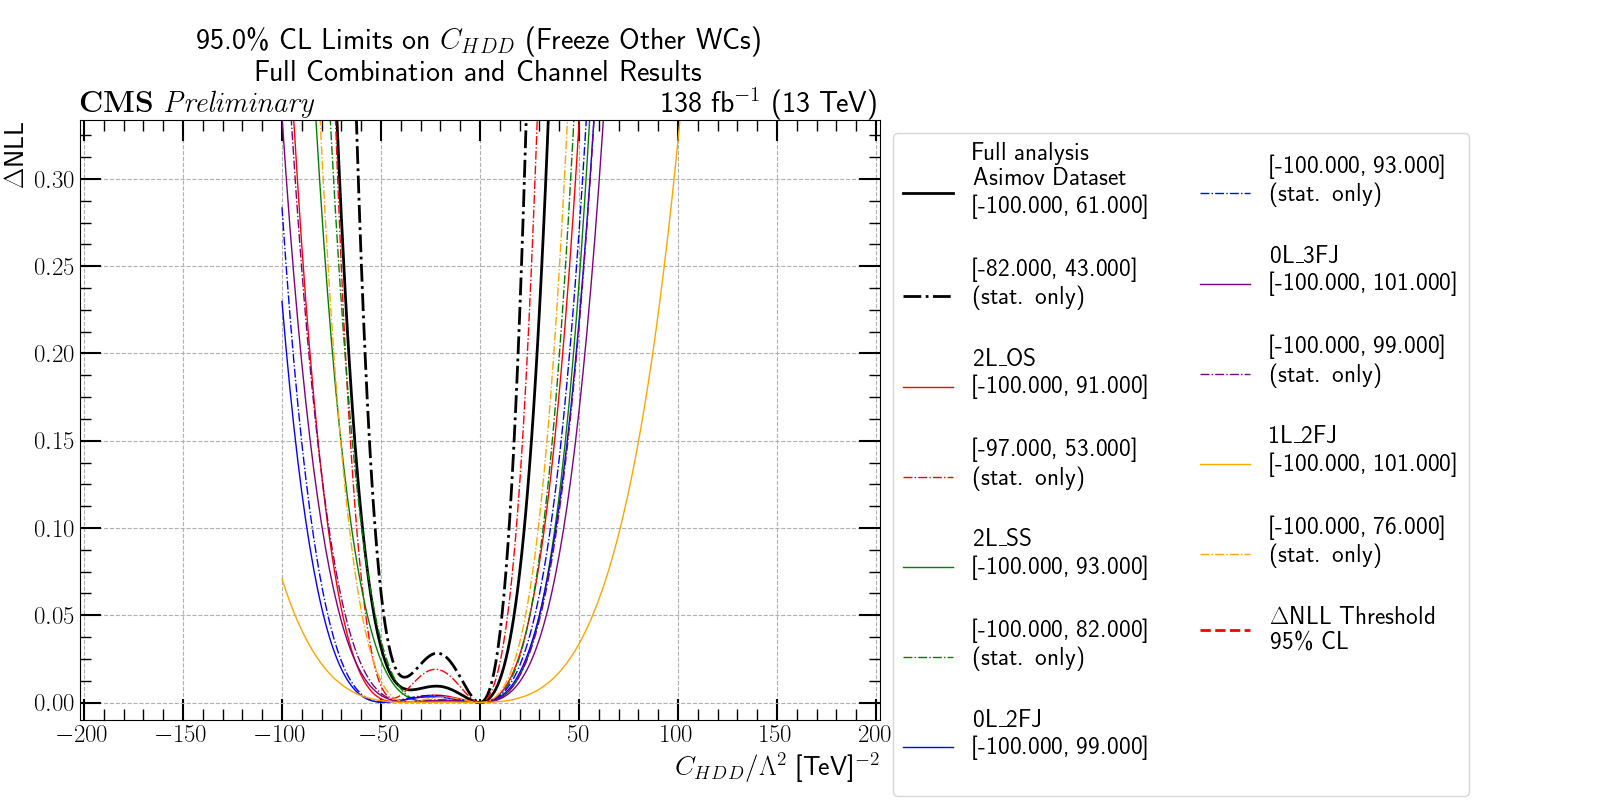 95.0% CL Limits on C_{HDD} (Freeze Other WCs)
Full Combination and Channel Results
CMS Preliminary
138 fb^{-1} (13 TeV)
ΔNLL
0.30
0.25
0.20
0.15
0.10
0.05
0.00
−200 −150 −100 −50 0 50 100 150 200
C_{HDD}/Λ^2 [TeV]^{-2}
Full analysis
Asimov Dataset
[-100.000, 61.000]
[-82.000, 43.000]
(stat. only)
2L_OS
[-100.000, 91.000]
[-97.000, 53.000]
(stat. only)
2L_SS
[-100.000, 93.000]
[-100.000, 82.000]
(stat. only)
0L_2FJ
[-100.000, 99.000]
[-100.000, 93.000]
(stat. only)
0L_3FJ
[-100.000, 101.000]
[-100.000, 99.000]
(stat. only)
1L_2FJ
[-100.000, 101.000]
[-100.000, 76.000]
(stat. only)
ΔNLL Threshold
95% CL